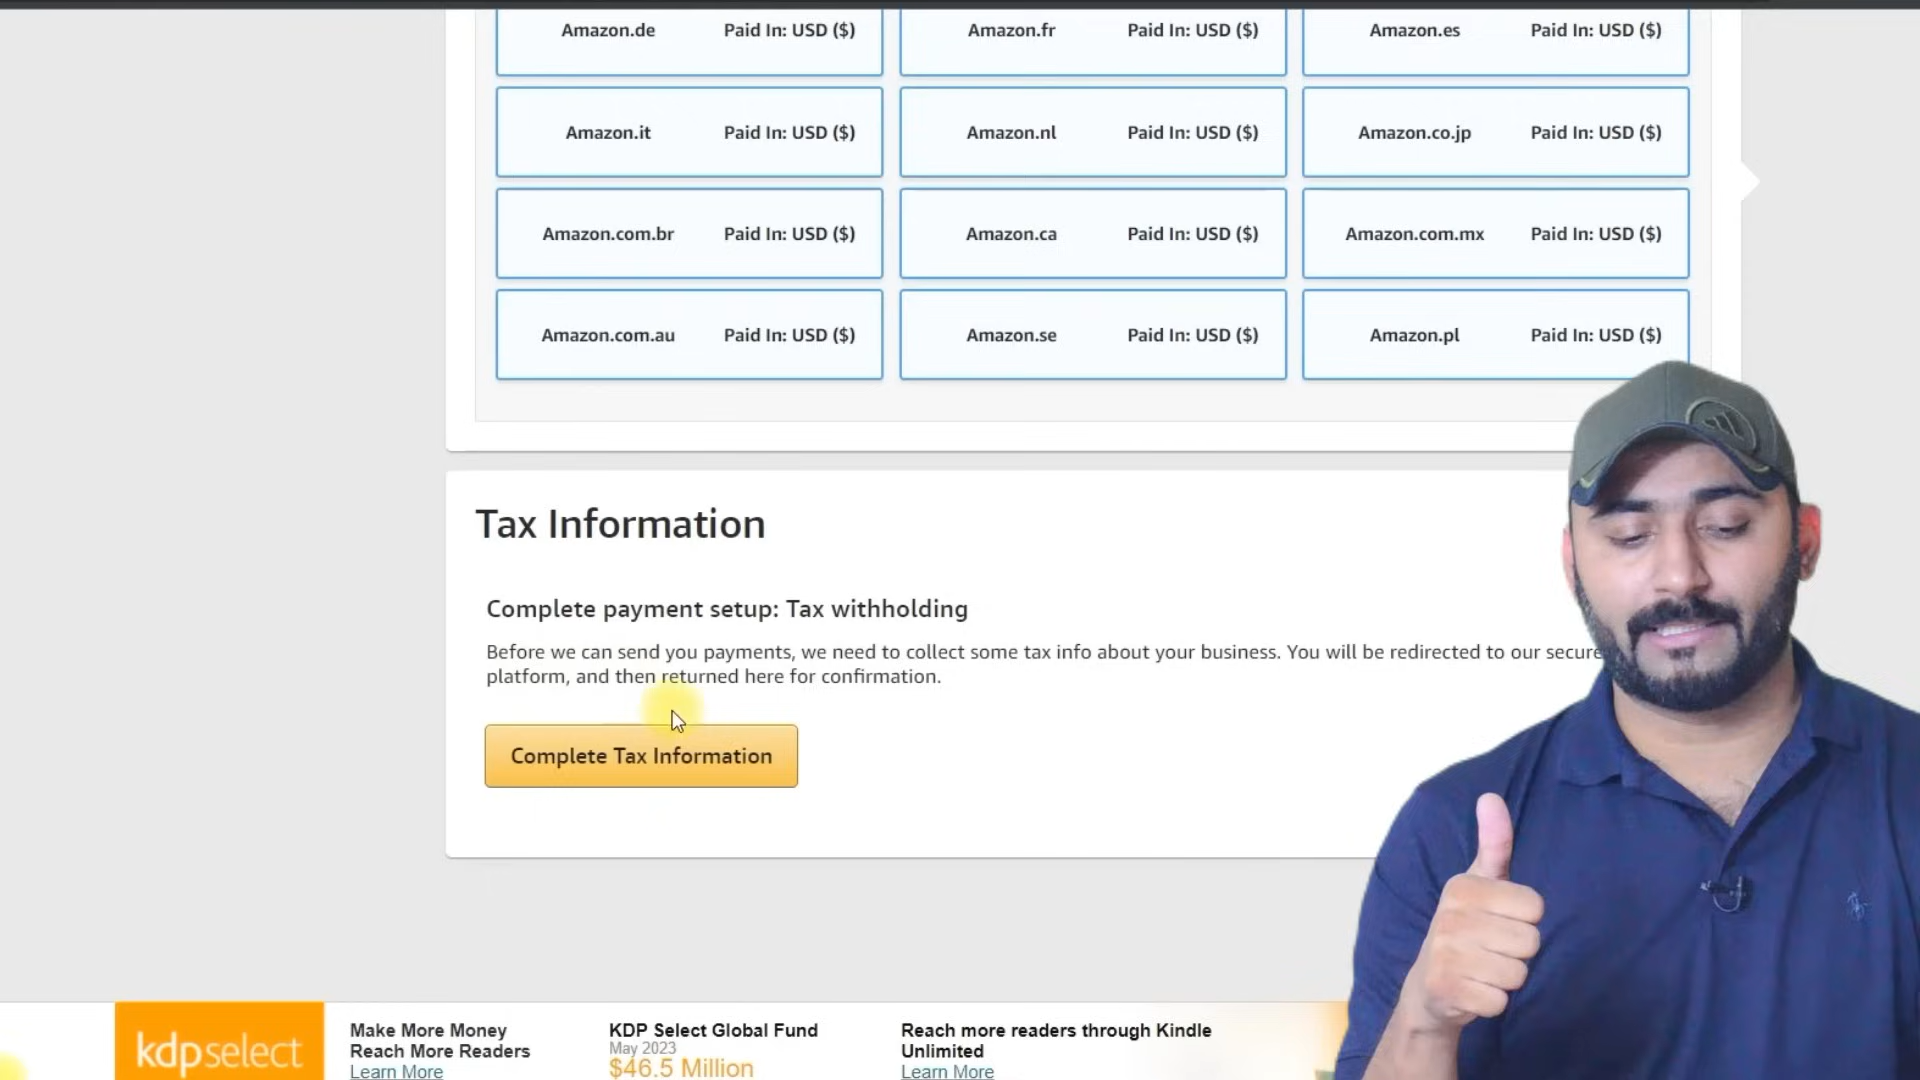 Amazon.de Paid In: USD ($) Amazon.fr Paid In: USD ($) Amazon.es Paid In: USD ($)
Amazon.it Paid In: USD ($) Amazon.nl Paid In: USD ($) Amazon.co.jp Paid In: USD ($)
Amazon.com.br Paid In: USD ($) Amazon.ca Paid In: USD ($) Amazon.com.mx Paid In: USD ($)
Amazon.com.au Paid In: USD ($) Amazon.se Paid In: USD ($) Amazon.pl Paid In: USD ($)
Tax Information
Complete payment setup: Tax withholding
Before we can send you payments, we need to collect some tax info about your business. You will be redirected to our secure
platform, and then returned here for confirmation.
Complete Tax Information
kdpselect
Make More Money
Reach More Readers
Learn More
KDP Select Global Fund
May 2023
$46.5 Million
Reach more readers through Kindle
Unlimited
Learn More